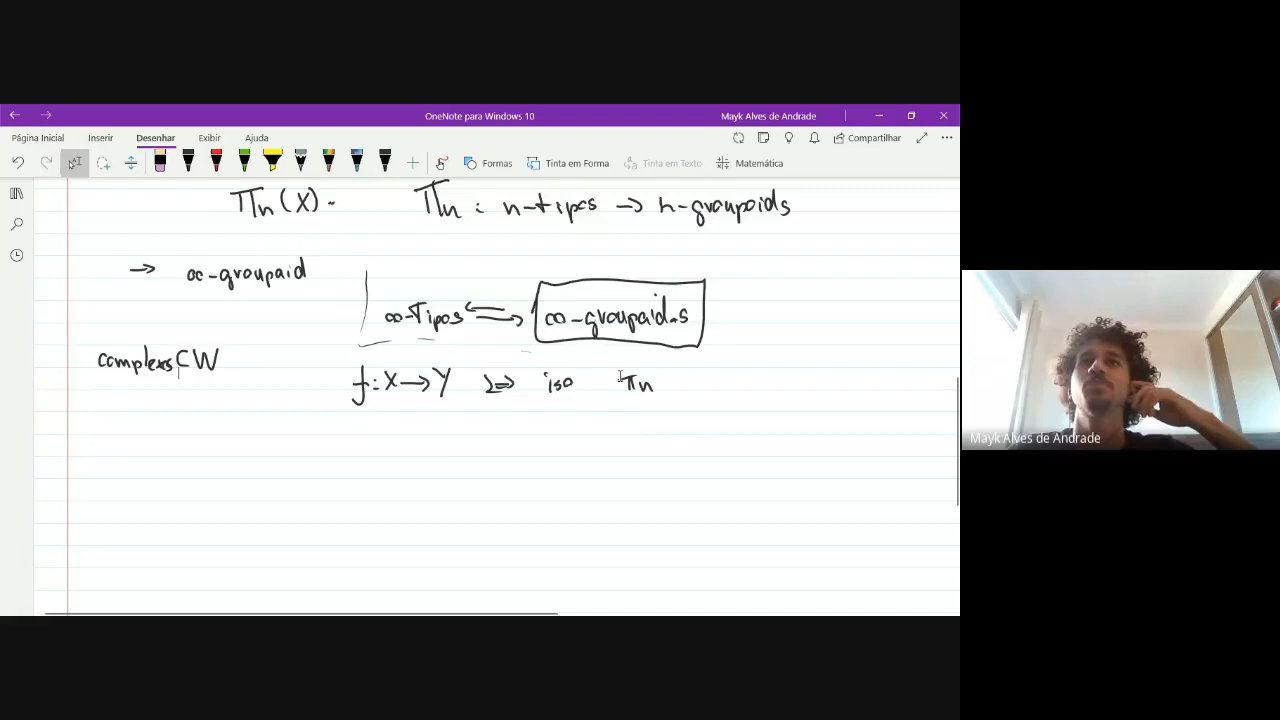 OneNote para Windows 10
Mayk Alves de Andrade
Página Inicial Inserir Desenhar Exibir Ajuda
Compartilhar
Formas Tinta em Forma Tinta em Texto Matemática
Πn(X). Πn : n-tipos → n-groupoids
→ ∞-groupoid
∞-Tipos ⇄ ∞-groupoids
complexos CW
f: X → Y iso πn
Mayk Alves de Andrade